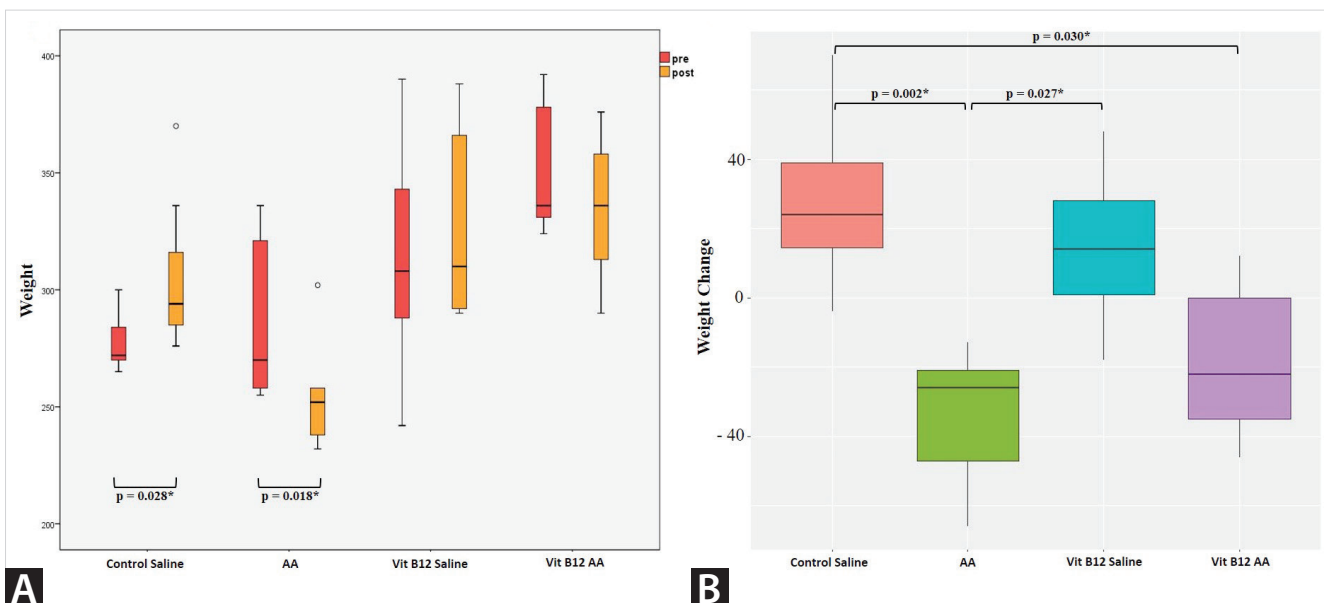 400
350
300
250
200
Weight
pre
post
p = 0.028*
p = 0.018*
Control Saline
AA
Vit B12 Saline
Vit B12 AA
A
p = 0.030*
p = 0.002*
p = 0.027*
40
0
- 40
Weight Change
Control Saline
AA
Vit B12 Saline
Vit B12 AA
B